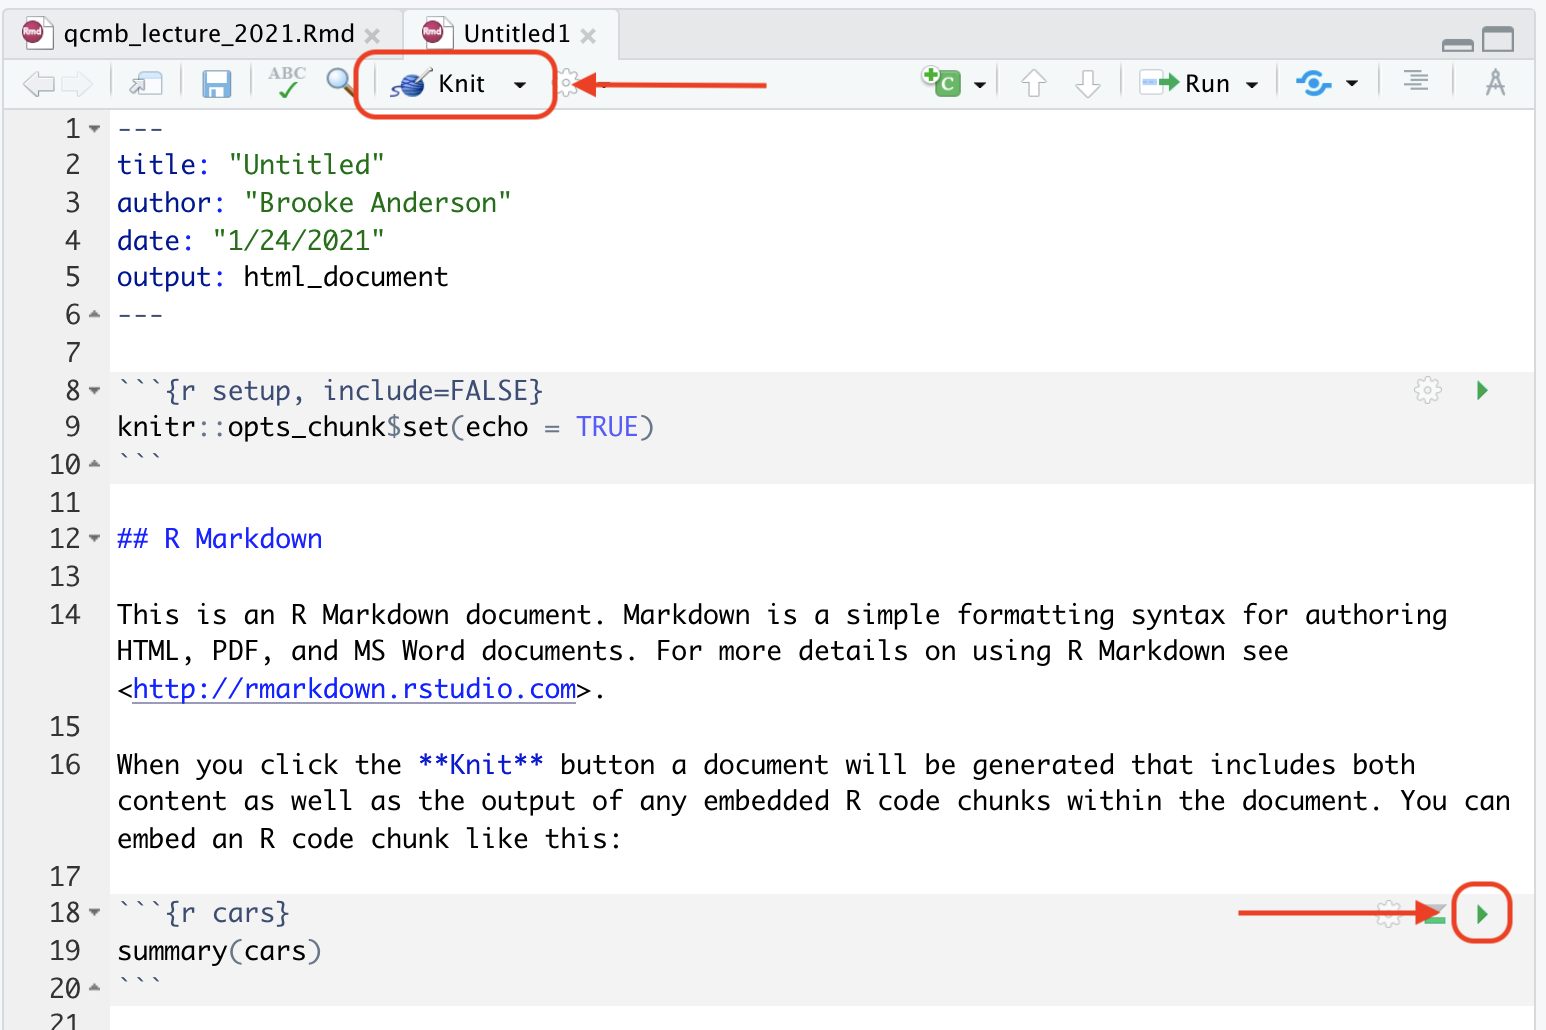 qcmb_lecture_2021.Rmd Untitled1
ABC Knit Run
1 ---
2 title: "Untitled"
3 author: "Brooke Anderson"
4 date: "1/24/2021"
5 output: html_document
6 ---
7
8 ```{r setup, include=FALSE}
9 knitr::opts_chunk$set(echo = TRUE)
10 ```
11
12 ## R Markdown
13
14 This is an R Markdown document. Markdown is a simple formatting syntax for authoring
HTML, PDF, and MS Word documents. For more details on using R Markdown see
<http://rmarkdown.rstudio.com>.
15
16 When you click the **Knit** button a document will be generated that includes both
content as well as the output of any embedded R code chunks within the document. You can
embed an R code chunk like this:
17
18 ```{r cars}
19 summary(cars)
20 ```
21